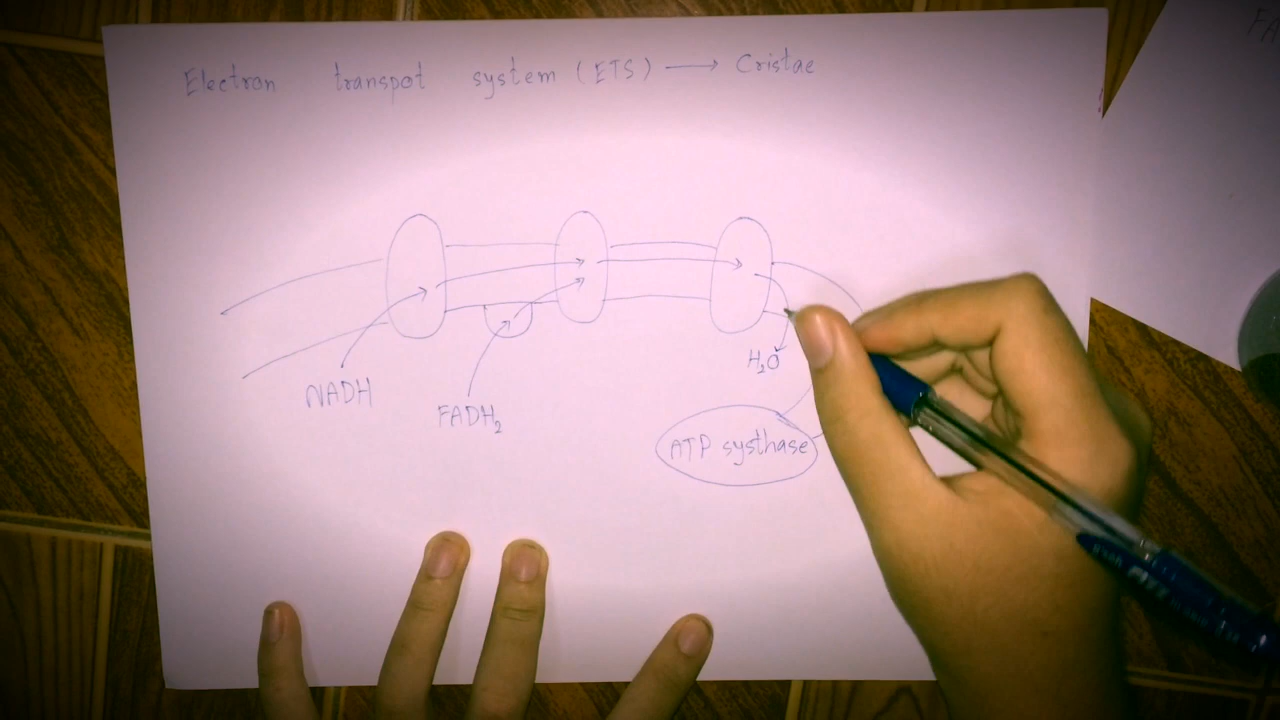 Electron transpot system (ETS) → Cristae
H₂O
NADH
FADH₂
ATP systhase